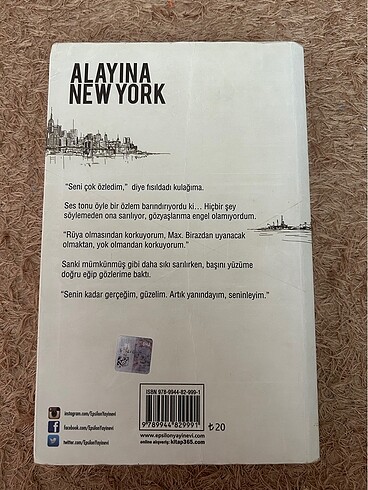 ALAYINA
NEW YORK
“Seni çok özledim,” diye fısıldadı kulağıma.
Ses tonu öyle bir özlem barındırıyordu ki... Hiçbir şey
söylemeden ona sarılıyor, gözyaşlarıma engel olamıyordum.
“Rüya olmasından korkuyorum, Max. Birazdan uyanacak
olmaktan, yok olmandan korkuyorum.”
Sanki mümkünmüş gibi daha sıkı sarılırken, başını yüzüme
doğru eğip gözlerime baktı.
“Senin kadar gerçeğim, güzelim. Artık yanındayım, seninleyim.”
ISBN 978-9944-82-999-1
9 789944 829991
₺ 20
instagram.com/EpsilonYayinevi
facebook.com/EpsilonYayinevi
twitter.com/EpsilonYayinevi
www.epsilonyayinevi.com
online alışveriş: kitap365.com